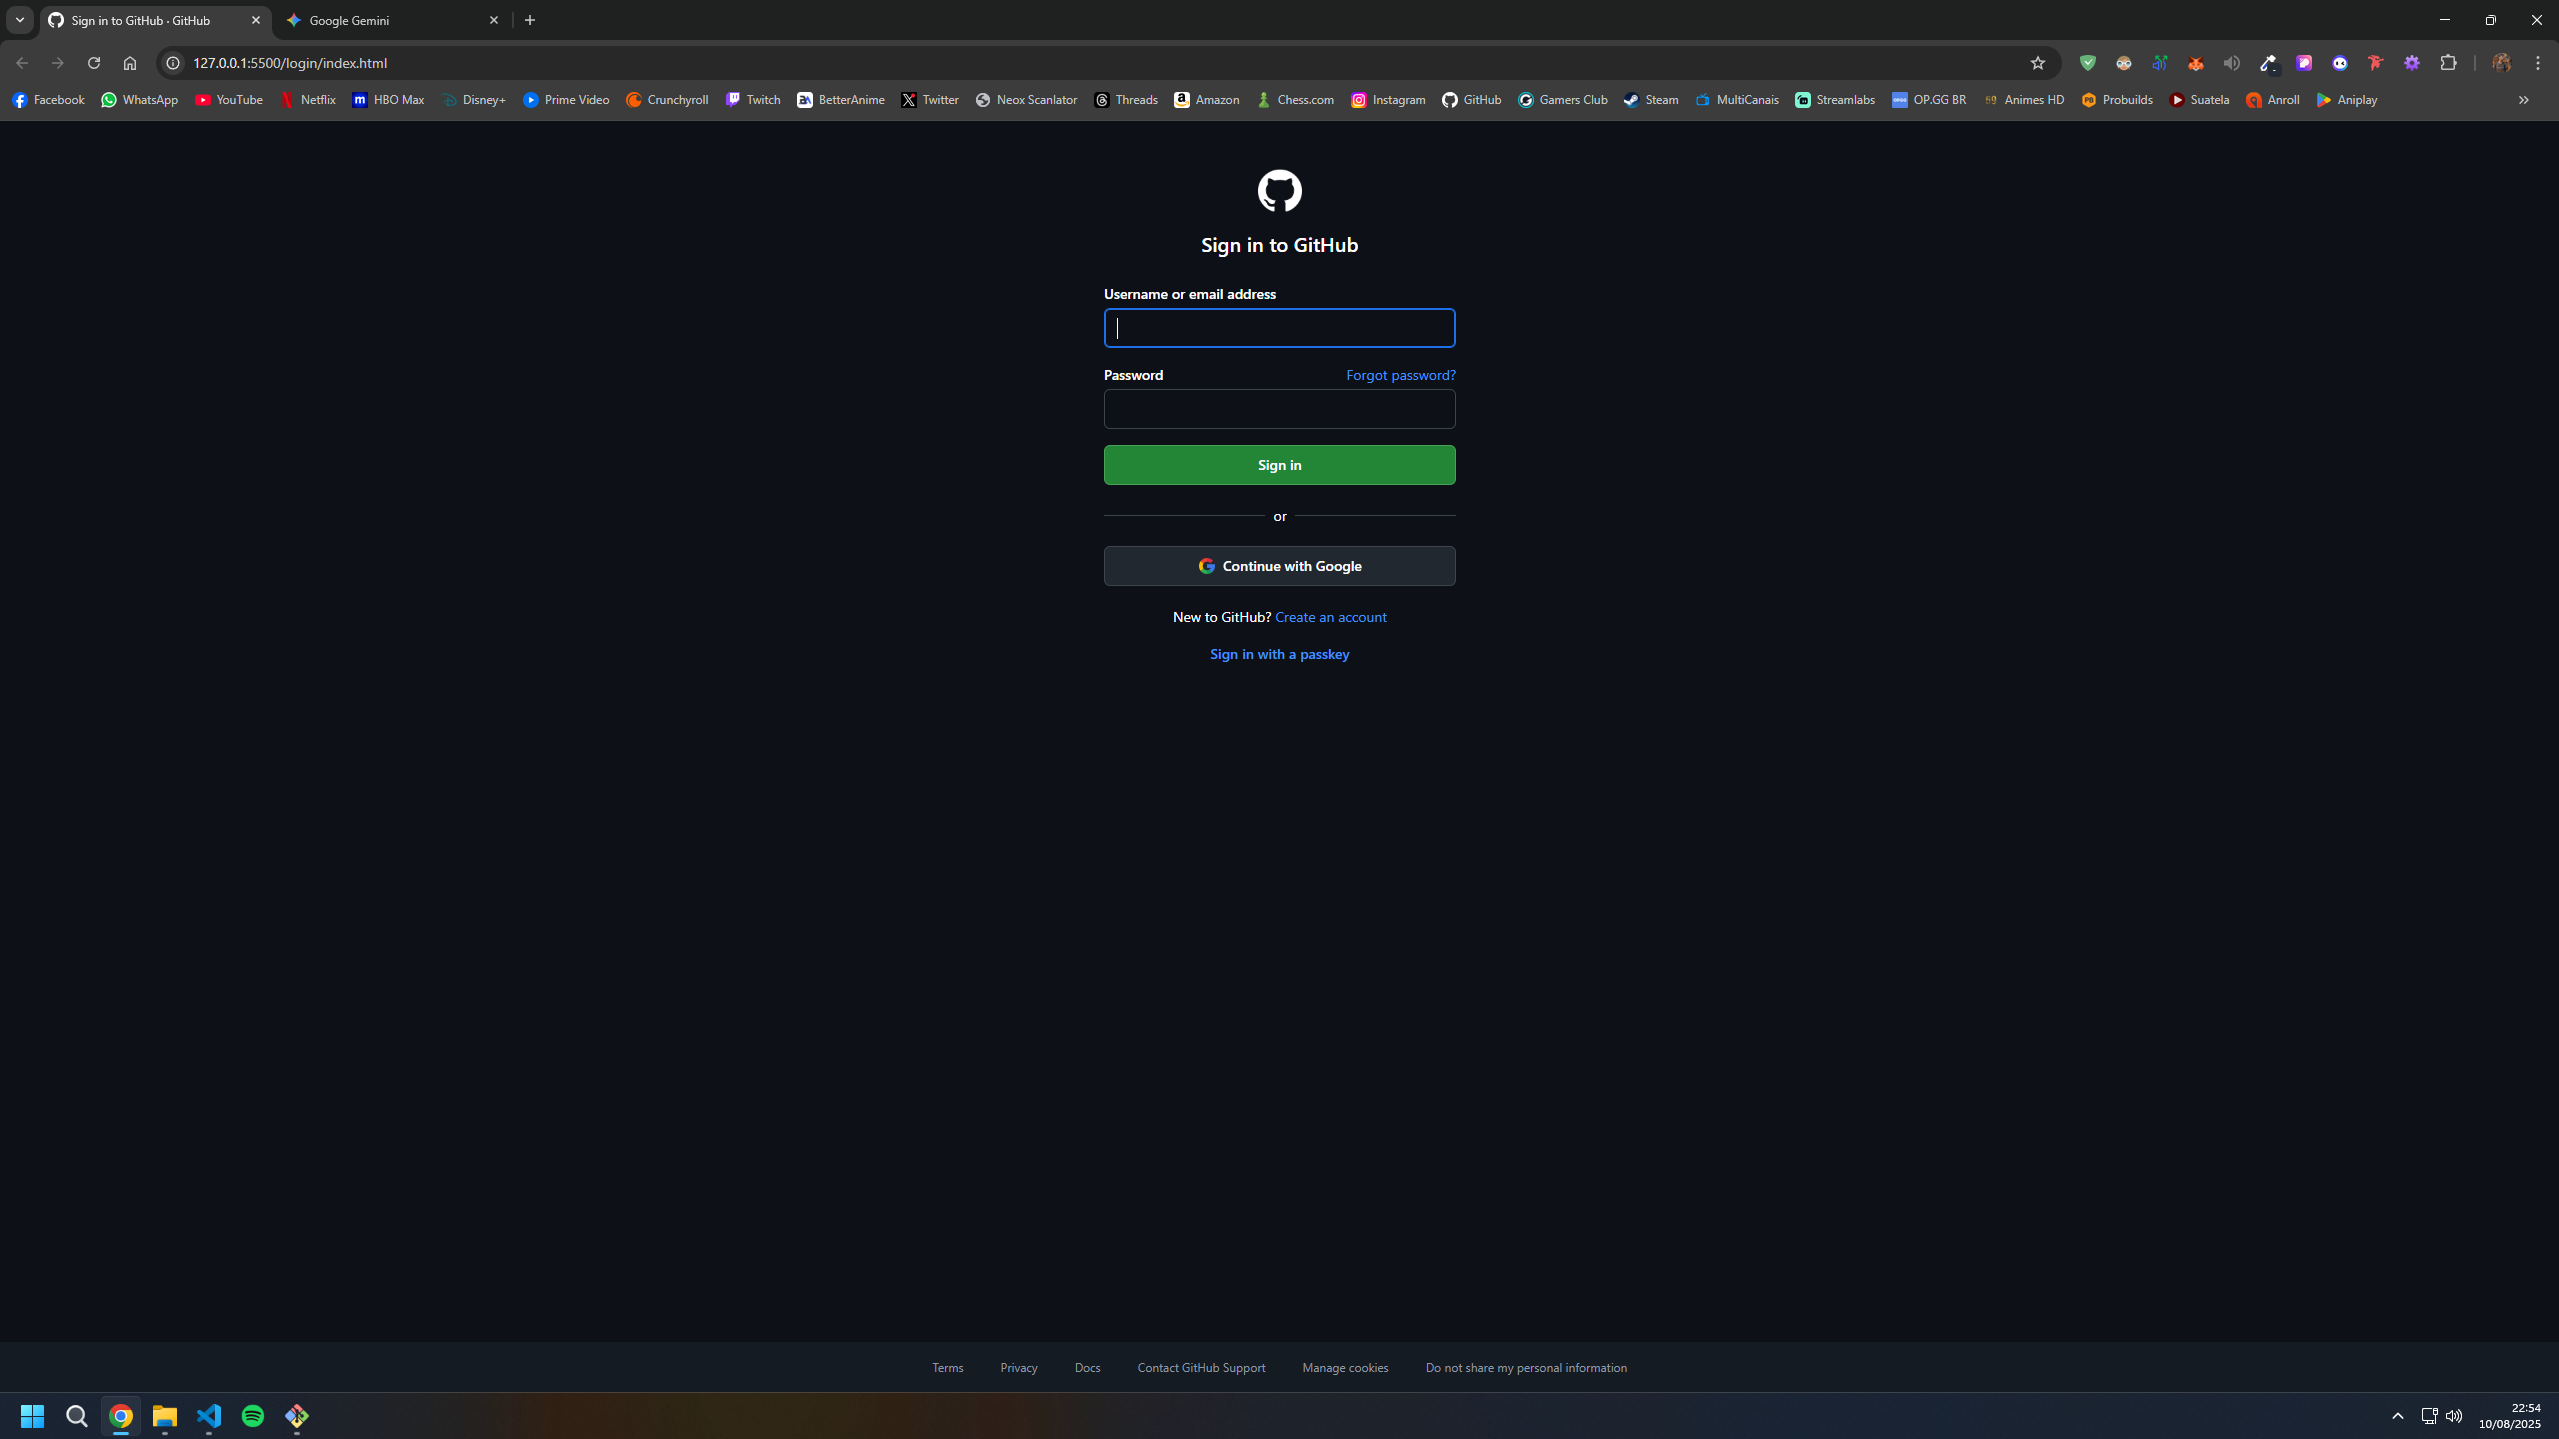 Sign in to GitHub · GitHub
Google Gemini
127.0.0.1:5500/login/index.html
Facebook WhatsApp YouTube Netflix HBO Max Disney+ Prime Video Crunchyroll Twitch BetterAnime Twitter Neox Scanlator Threads Amazon Chess.com Instagram GitHub Gamers Club Steam MultiCanais Streamlabs OP.GG BR Animes HD Probuilds Suatela Anroll Aniplay
Sign in to GitHub
Username or email address
Password Forgot password?
Sign in
or
Continue with Google
New to GitHub? Create an account
Sign in with a passkey
Terms Privacy Docs Contact GitHub Support Manage cookies Do not share my personal information
22:54
10/08/2025